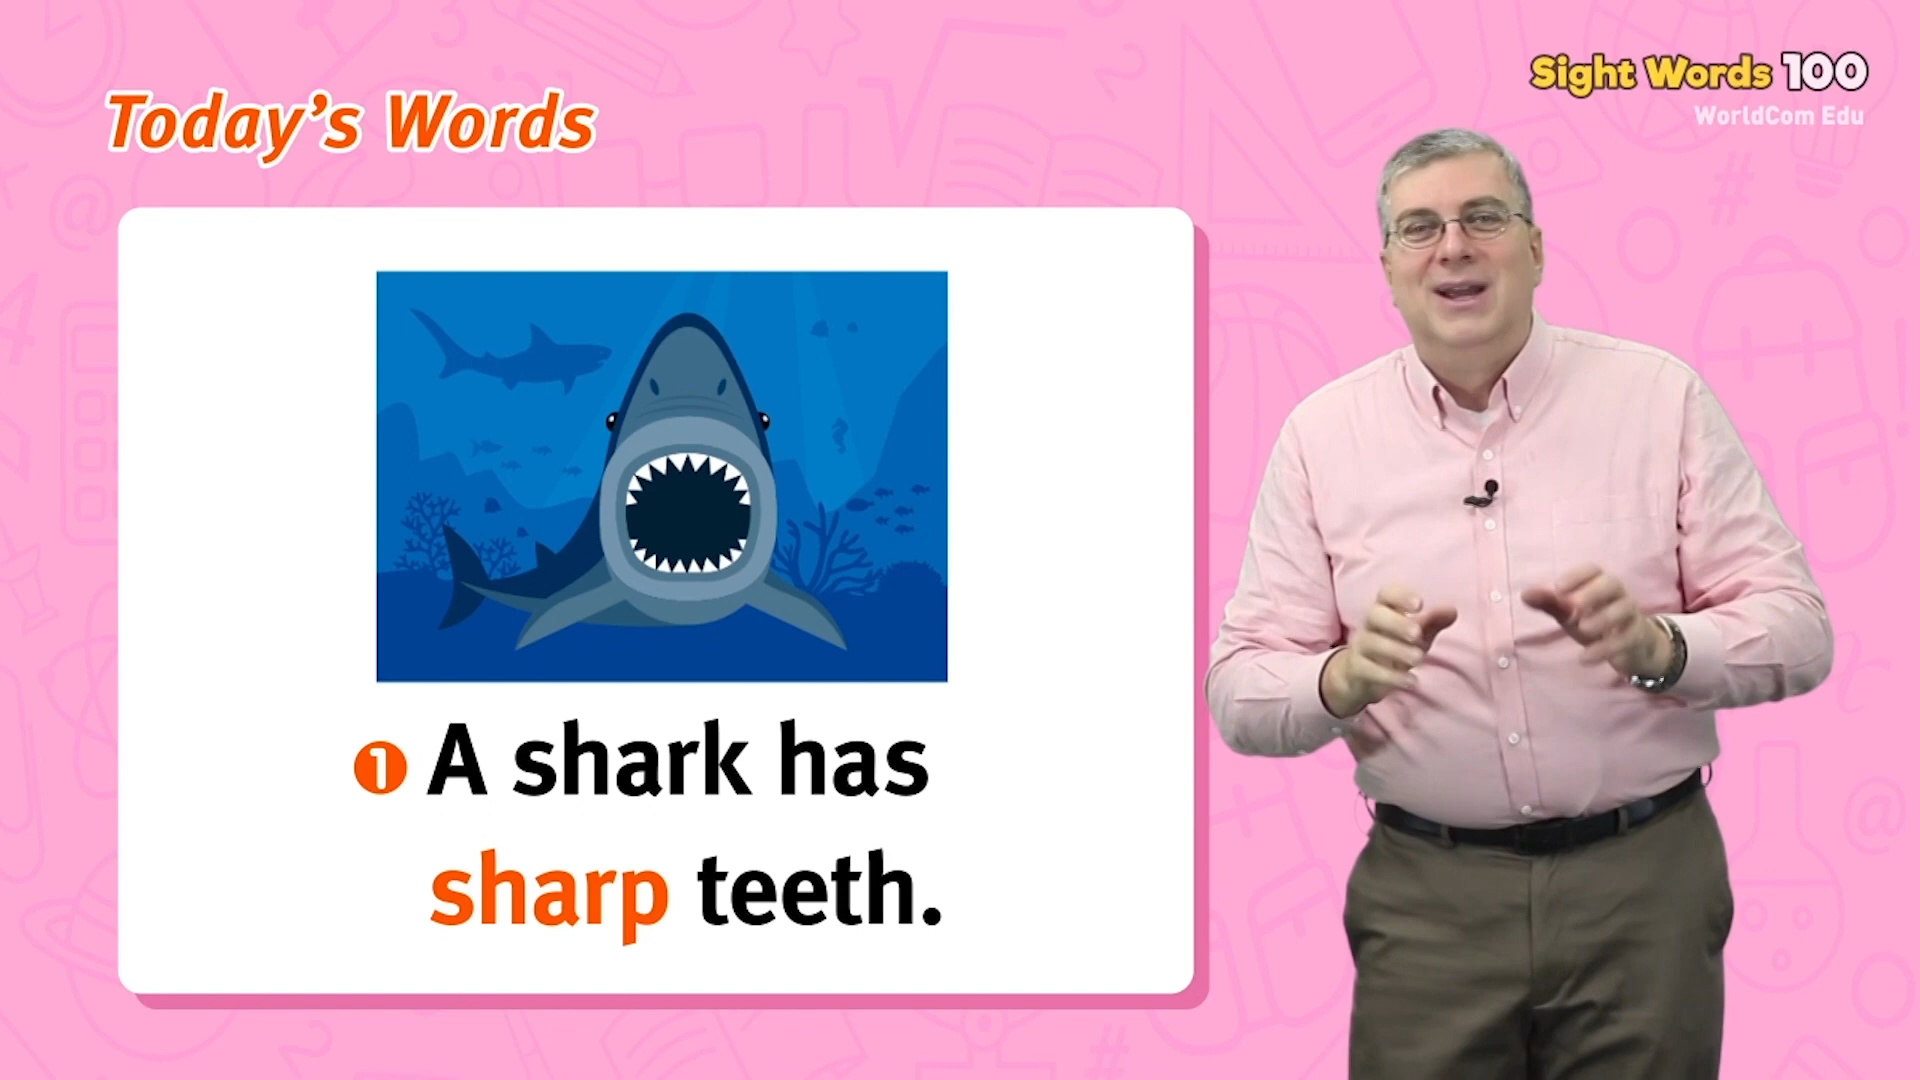 Today's Words
Sight Words 100
WorldCom Edu
1 A shark has
sharp teeth.